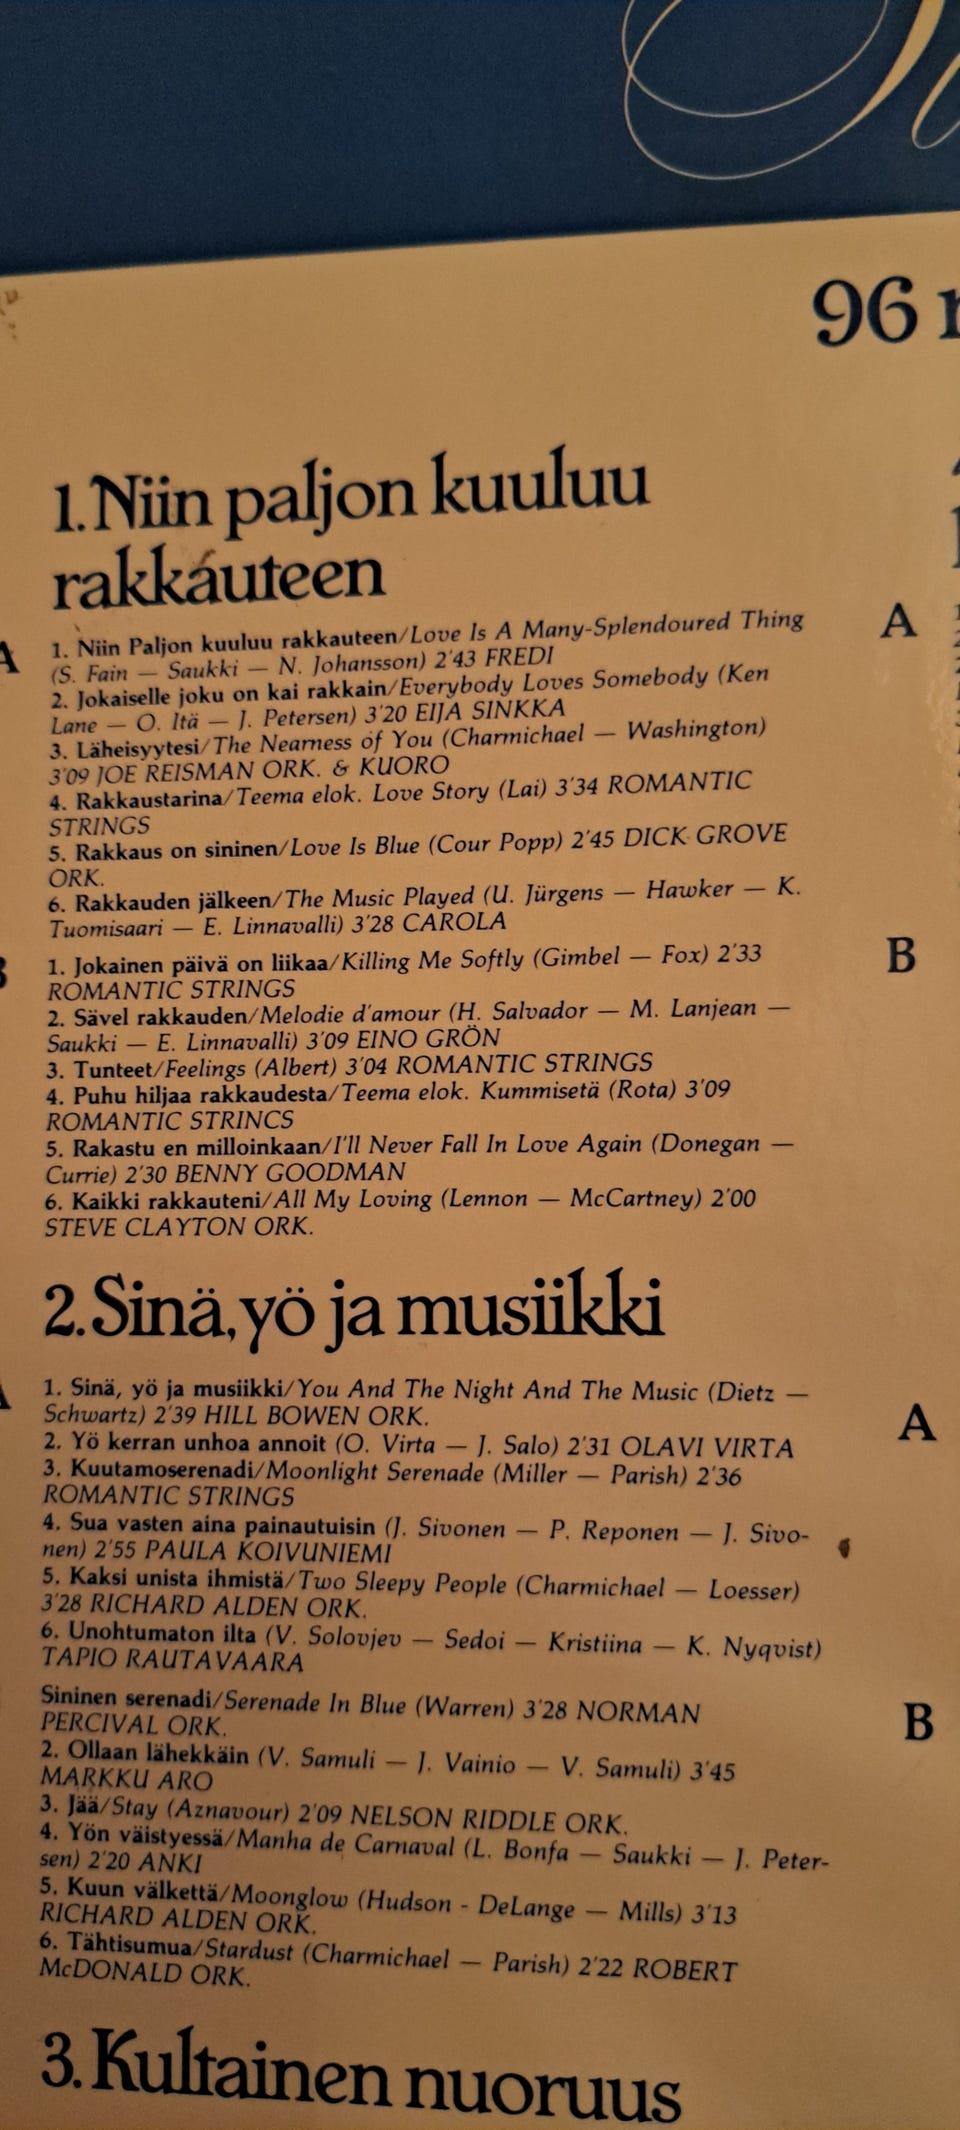 96
1. Niin paljon kuuluu
rakkauteen
A
1. Niin Paljon kuuluu rakkauteen/Love Is A Many-Splendoured Thing
(S. Fain — Saukki — N. Johansson) 2'43 FREDI
2. Jokaiselle joku on kai rakkain/Everybody Loves Somebody (Ken
Lane — O. Itä — J. Petersen) 3'20 EIJA SINKKA
3. Läheisyytesi/The Nearness of You (Charmichael — Washington)
3'09 JOE REISMAN ORK. & KUORO
4. Rakkaustarina/Teema elok. Love Story (Lai) 3'34 ROMANTIC
STRINGS
5. Rakkaus on sininen/Love Is Blue (Cour Popp) 2'45 DICK GROVE
ORK.
6. Rakkauden jälkeen/The Music Played (U. Jürgens — Hawker — K.
Tuomisaari — E. Linnavalli) 3'28 CAROLA
B
1. Jokainen päivä on liikaa/Killing Me Softly (Gimbel — Fox) 2'33
ROMANTIC STRINGS
2. Sävel rakkauden/Melodie d'amour (H. Salvador — M. Lanjean —
Saukki — E. Linnavalli) 3'09 EINO GRÖN
3. Tunteet/Feelings (Albert) 3'04 ROMANTIC STRINGS
4. Puhu hiljaa rakkaudesta/Teema elok. Kummisetä (Rota) 3'09
ROMANTIC STRINCS
5. Rakastu en milloinkaan/I'll Never Fall In Love Again (Donegan —
Currie) 2'30 BENNY GOODMAN
6. Kaikki rakkauteni/All My Loving (Lennon — McCartney) 2'00
STEVE CLAYTON ORK.
2. Sinä, yö ja musiikki
A
1. Sinä, yö ja musiikki/You And The Night And The Music (Dietz —
Schwartz) 2'39 HILL BOWEN ORK.
2. Yö kerran unhoa annoit (O. Virta — J. Salo) 2'31 OLAVI VIRTA
3. Kuutamoserenadi/Moonlight Serenade (Miller — Parish) 2'36
ROMANTIC STRINGS
4. Sua vasten aina painautuisin (J. Sivonen — P. Reponen — J. Sivo-
nen) 2'55 PAULA KOIVUNIEMI
5. Kaksi unista ihmistä/Two Sleepy People (Charmichael — Loesser)
3'28 RICHARD ALDEN ORK.
6. Unohtumaton ilta (V. Solovjev — Sedoi — Kristiina — K. Nyqvist)
TAPIO RAUTAVAARA
B
Sininen serenadi/Serenade In Blue (Warren) 3'28 NORMAN
PERCIVAL ORK.
2. Ollaan lähekkäin (V. Samuli — J. Vainio — V. Samuli) 3'45
MARKKU ARO
3. Jää/Stay (Aznavour) 2'09 NELSON RIDDLE ORK.
4. Yön väistyessä/Manha de Carnaval (L. Bonfa — Saukki — J. Peter-
sen) 2'20 ANKI
5. Kuun välkettä/Moonglow (Hudson - DeLange — Mills) 3'13
RICHARD ALDEN ORK.
6. Tähtisumua/Stardust (Charmichael — Parish) 2'22 ROBERT
McDONALD ORK.
3. Kultainen nuoruus